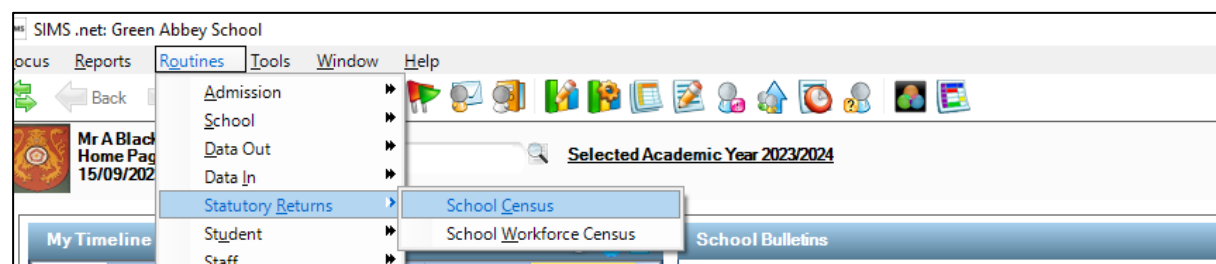 SIMS .net: Green Abbey School
ocus Reports Routines Tools Window Help
Back
Admission
School
Mr A Black
Home Pag
Data Out
Selected Academic Year 2023/2024
15/09/202
Data In
Statutory Returns
School Census
My Timeline
Student
School Workforce Census
School Bulletins
Staff